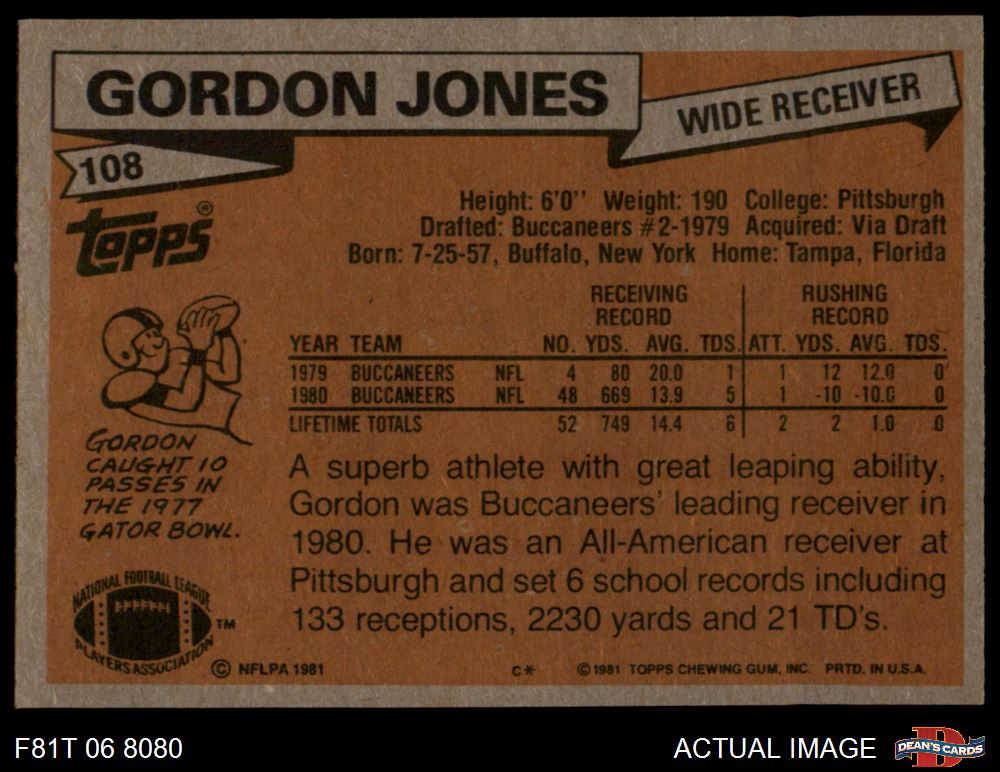 GORDON JONES
WIDE RECEIVER
108
Topps®
Height: 6'0'' Weight: 190 College: Pittsburgh
Drafted: Buccaneers #2-1979 Acquired: Via Draft
Born: 7-25-57, Buffalo, New York Home: Tampa, Florida
RECEIVING RECORD RUSHING RECORD
YEAR TEAM NO. YDS. AVG. TDS. ATT. YDS. AVG. TDS.
1979 BUCCANEERS NFL 4 80 20.0 1 1 12 12.0 0
1980 BUCCANEERS NFL 48 669 13.9 5 1 -10 -10.0 0
LIFETIME TOTALS 52 749 14.4 6 2 2 1.0 0
GORDON
CAUGHT 10
PASSES IN
THE 1977
GATOR BOWL.
A superb athlete with great leaping ability,
Gordon was Buccaneers' leading receiver in
1980. He was an All-American receiver at
Pittsburgh and set 6 school records including
133 receptions, 2230 yards and 21 TD's.
NATIONAL FOOTBALL LEAGUE
PLAYERS ASSOCIATION
TM
© NFLPA 1981 C* ©1981 TOPPS CHEWING GUM, INC. PRTD. IN U.S.A.
F81T 06 8080
ACTUAL IMAGE
D
DEAN'S CARDS